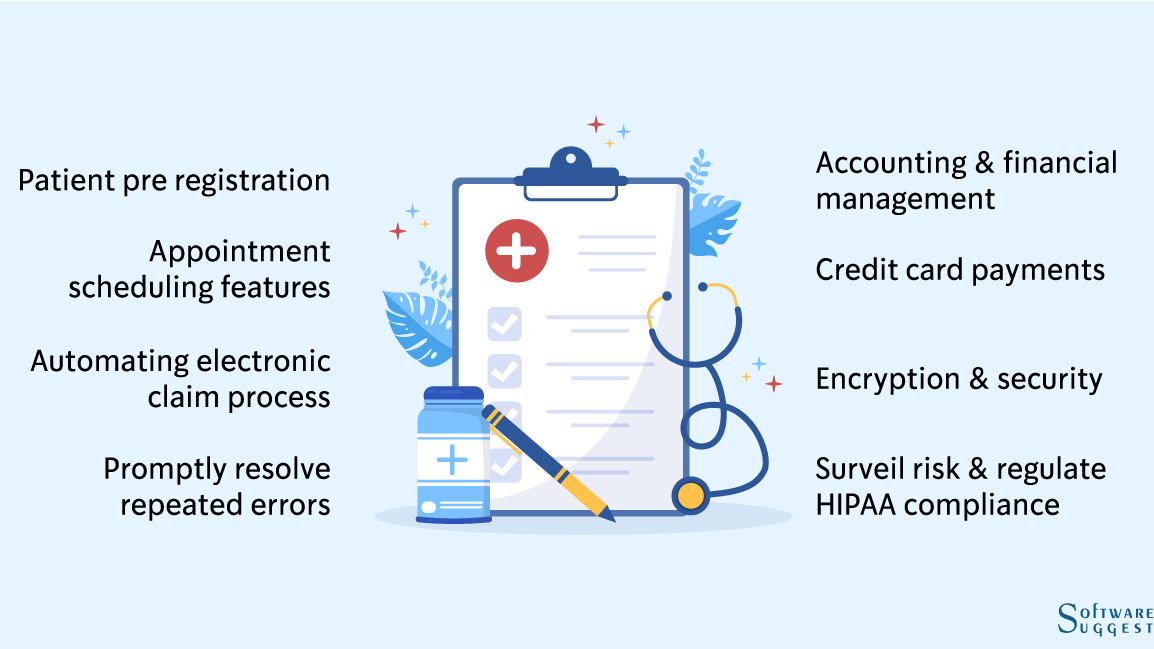 Patient pre registration
Appointment
scheduling features
Automating electronic
claim process
Promptly resolve
repeated errors
Accounting & financial
management
Credit card payments
Encryption & security
Surveil risk & regulate
HIPAA compliance
SOFTWARE
SUGGEST